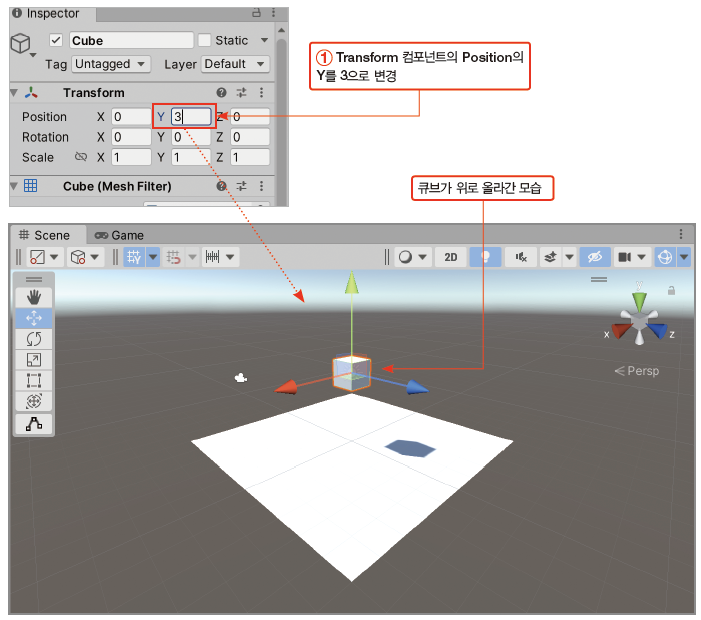 Inspector
Cube Static
Tag Untagged Layer Default
Transform
Position X 0 Y 3 Z 0
Rotation X 0 Y 0 Z 0
Scale X 1 Y 1 Z 1
Cube (Mesh Filter)
① Transform 컴포넌트의 Position의
Y를 3으로 변경
큐브가 위로 올라간 모습
Scene Game
2D
y
x z
Persp